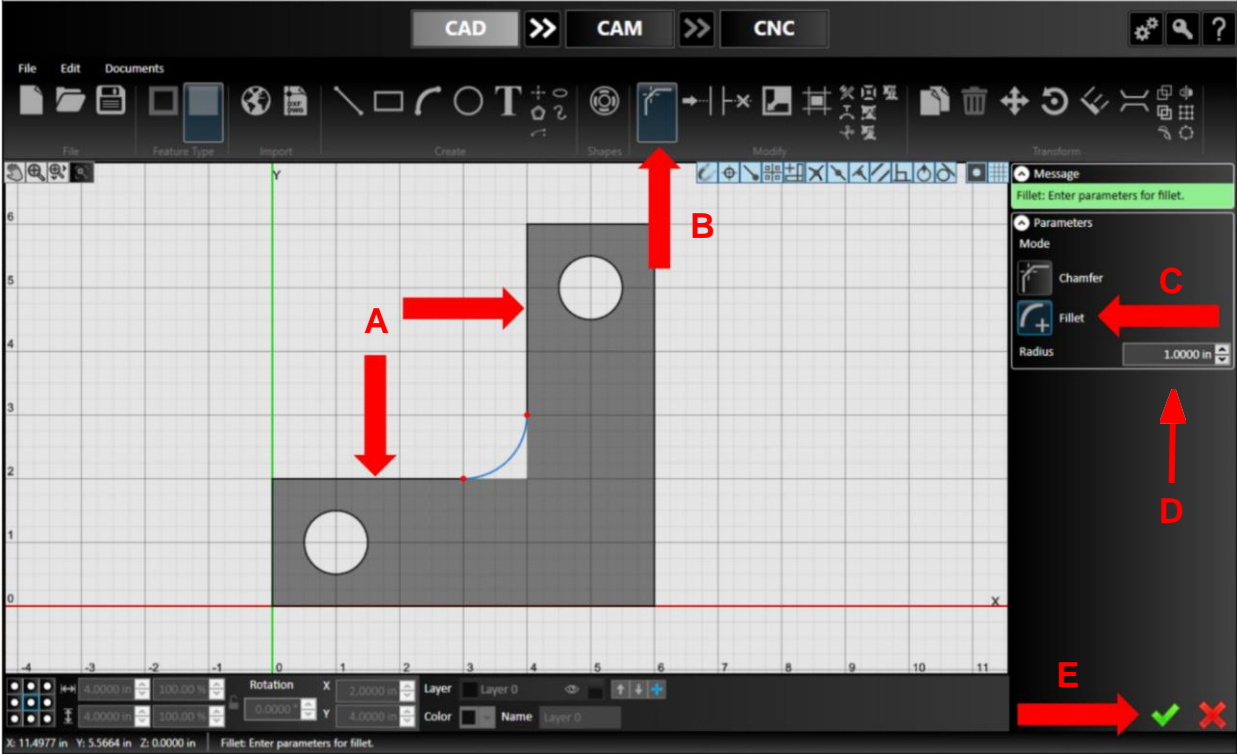 CAD >> CAM >> CNC
File Edit Documents
DXF
DWG
T
File Feature Type Import Create Shapes Modify Transform
Y
Message
Fillet: Enter parameters for fillet.
Parameters
Mode
Chamfer
Fillet
Radius 1.0000 in
A
B
C
D
E
6
5
4
3
2
1
0
X
-4 -3 -2 -1 0 1 2 3 4 5 6 7 8 9 10 11
4.0000 in 100.00 % Rotation X 2.0000 in Layer Layer 0
4.0000 in 100.00 % 0.0000 ° Y 4.0000 in Color Name Layer 0
X: 11.4977 in Y: 5.5664 in Z: 0.0000 in Fillet: Enter parameters for fillet.